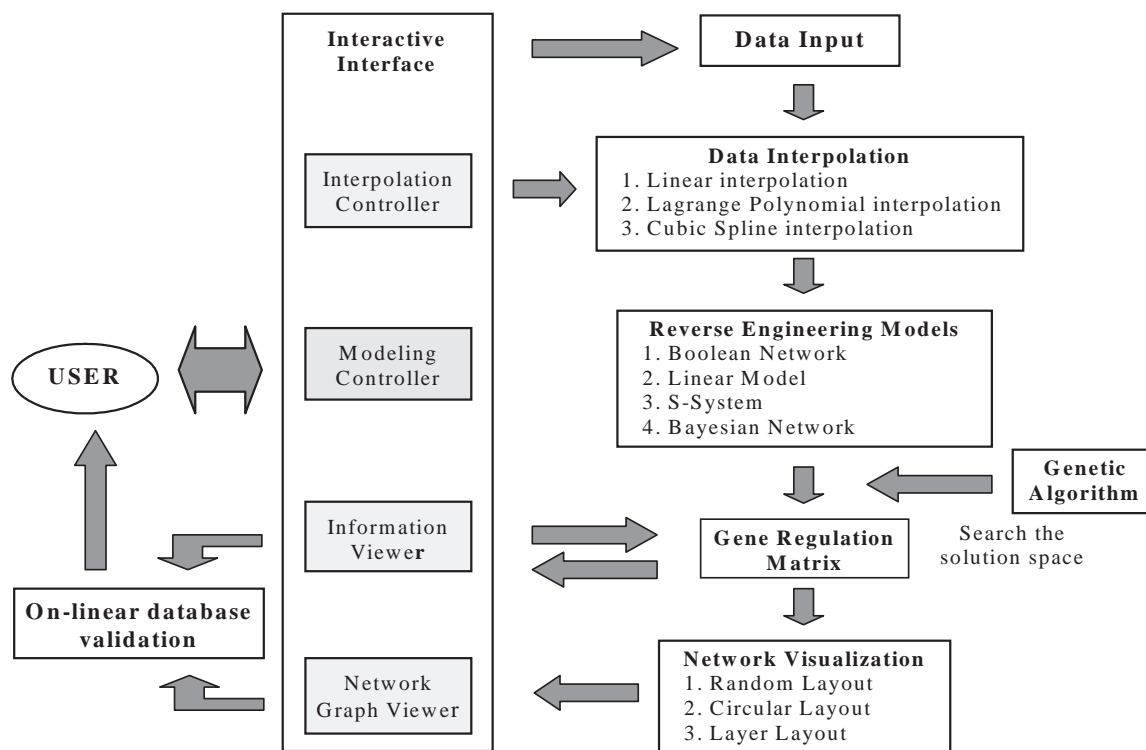 Interactive
Interface
Data Input
Interpolation
Controller
Data Interpolation
1. Linear interpolation
2. Lagrange Polynomial interpolation
3. Cubic Spline interpolation
Modeling
Controller
Reverse Engineering Models
1. Boolean Network
2. Linear Model
3. S-System
4. Bayesian Network
USER
Genetic
Algorithm
Search the
solution space
Information
Viewer
Gene Regulation
Matrix
On-linear database
validation
Network
Graph Viewer
Network Visualization
1. Random Layout
2. Circular Layout
3. Layer Layout